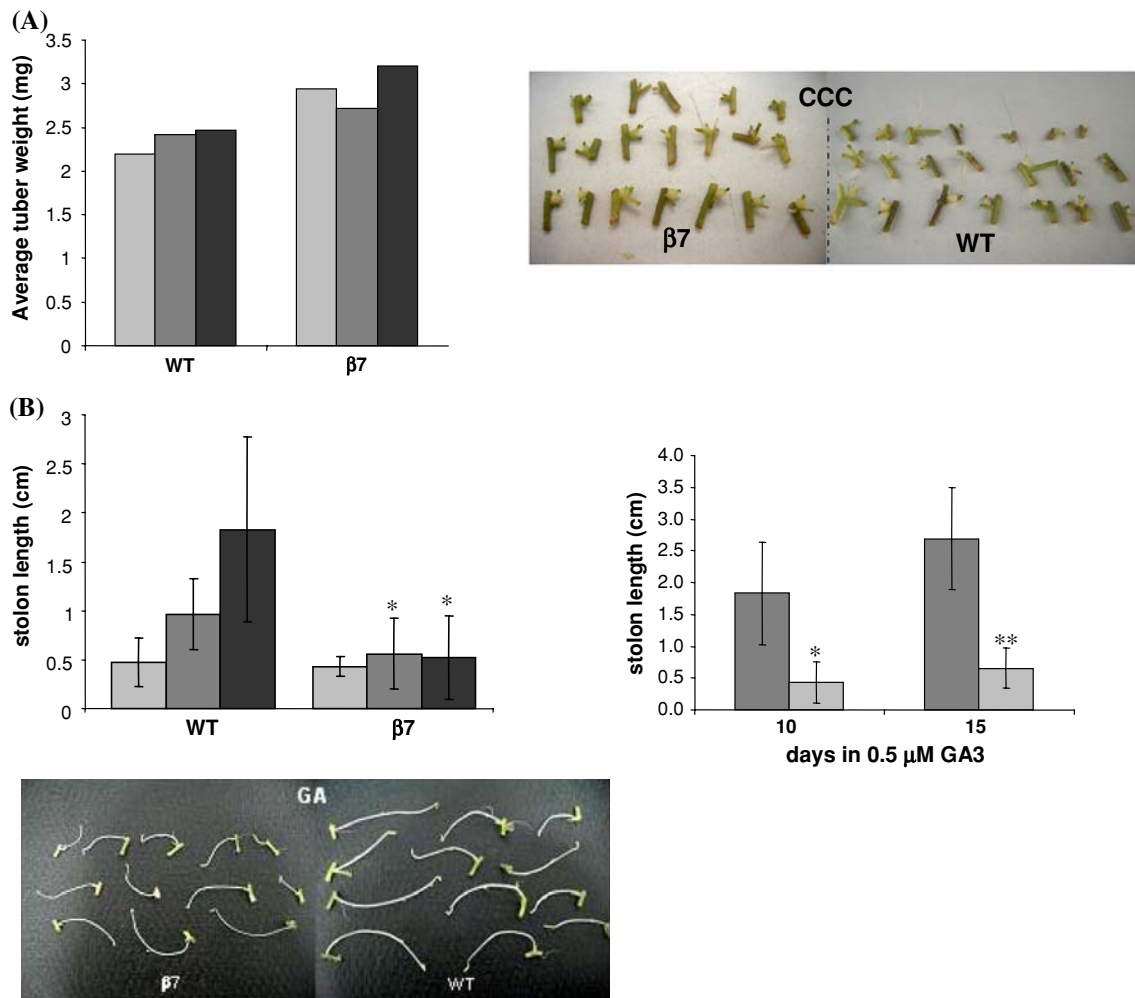 (A)
Average tuber weight (mg)
3.5
3
2.5
2
1.5
1
0.5
0
WT β7
CCC
β7 WT
(B)
stolon length (cm)
3
2.5
2
1.5
1
0.5
0
* *
WT β7
stolon length (cm)
4.0
3.5
3.0
2.5
2.0
1.5
1.0
0.5
0.0
* **
10 15
days in 0.5 μM GA3
GA
β7 WT